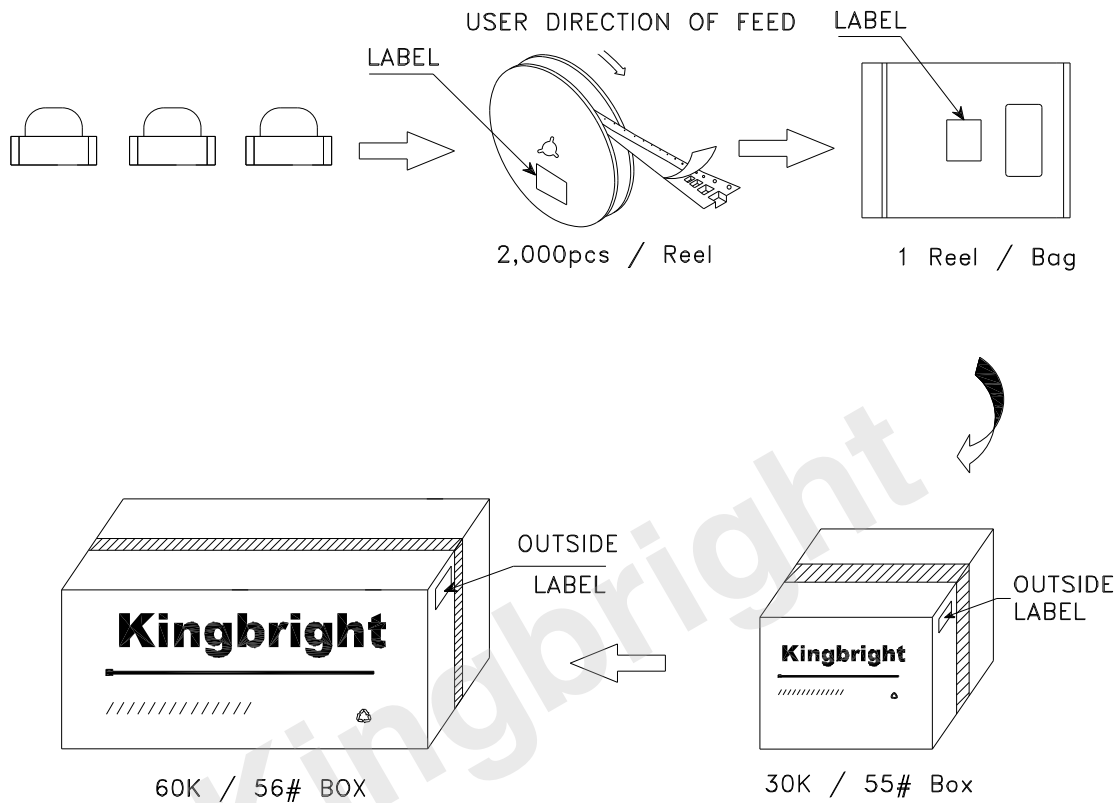 USER DIRECTION OF FEED
LABEL
LABEL
2,000pcs / Reel
1 Reel / Bag
OUTSIDE
LABEL
OUTSIDE
LABEL
Kingbright
Kingbright
60K / 56# BOX
30K / 55# Box
Kingbright